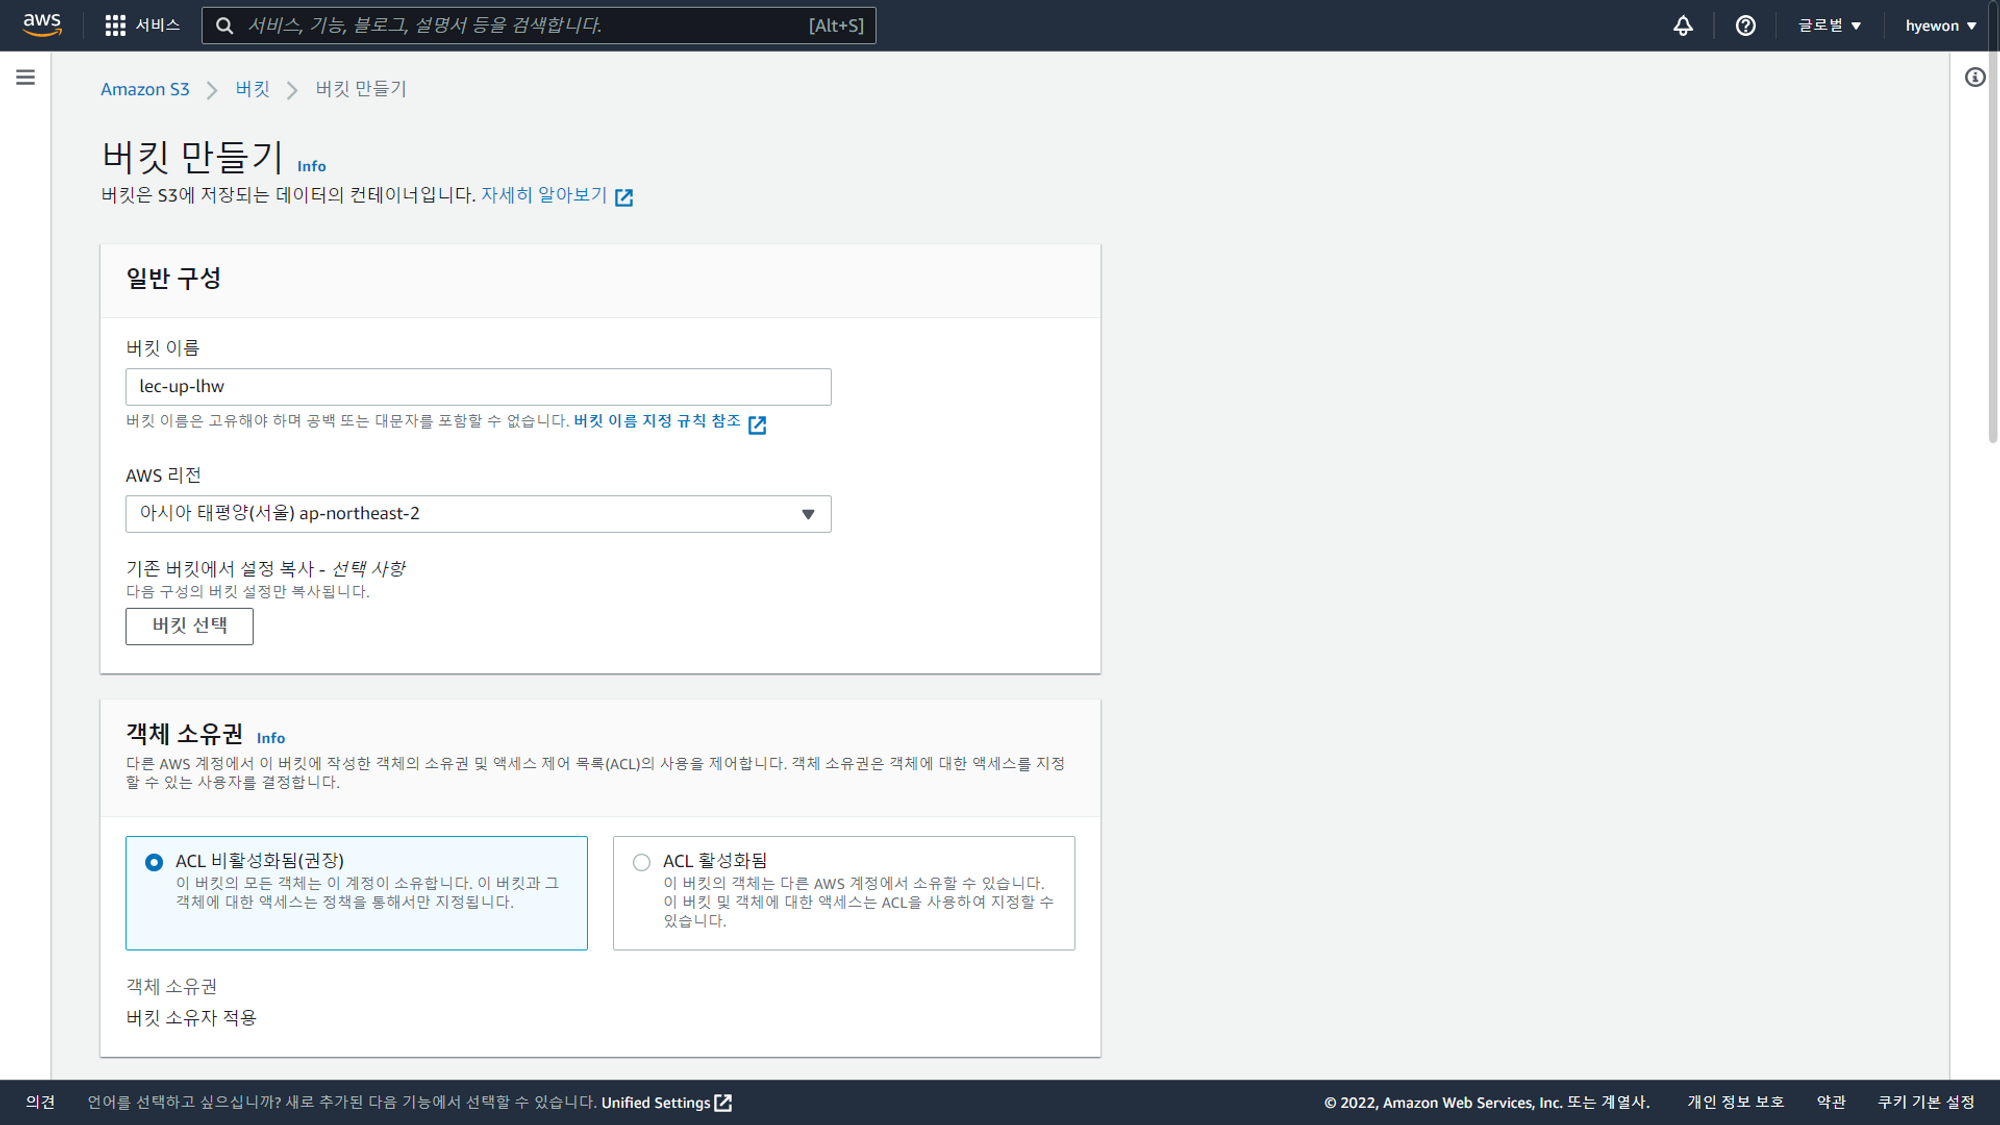 aws
서비스
서비스, 기능, 블로그, 설명서 등을 검색합니다.
[Alt+S]
글로벌
hyewon
Amazon S3
버킷
버킷 만들기
버킷 만들기 Info
버킷은 S3에 저장되는 데이터의 컨테이너입니다. 자세히 알아보기
일반 구성
버킷 이름
lec-up-lhw
버킷 이름은 고유해야 하며 공백 또는 대문자를 포함할 수 없습니다. 버킷 이름 지정 규칙 참조
AWS 리전
아시아 태평양(서울) ap-northeast-2
기존 버킷에서 설정 복사 - 선택 사항
다음 구성의 버킷 설정만 복사됩니다.
버킷 선택
객체 소유권 Info
다른 AWS 계정에서 이 버킷에 작성한 객체의 소유권 및 액세스 제어 목록(ACL)의 사용을 제어합니다. 객체 소유권은 객체에 대한 액세스를 지정
할 수 있는 사용자를 결정합니다.
ACL 비활성화됨(권장)
이 버킷의 모든 객체는 이 계정이 소유합니다. 이 버킷과 그
객체에 대한 액세스는 정책을 통해서만 지정됩니다.
ACL 활성화됨
이 버킷의 객체는 다른 AWS 계정에서 소유할 수 있습니다.
이 버킷 및 객체에 대한 액세스는 ACL을 사용하여 지정할 수
있습니다.
객체 소유권
버킷 소유자 적용
의견
언어를 선택하고 싶으십니까? 새로 추가된 다음 기능에서 선택할 수 있습니다. Unified Settings
© 2022, Amazon Web Services, Inc. 또는 계열사.
개인 정보 보호
약관
쿠키 기본 설정